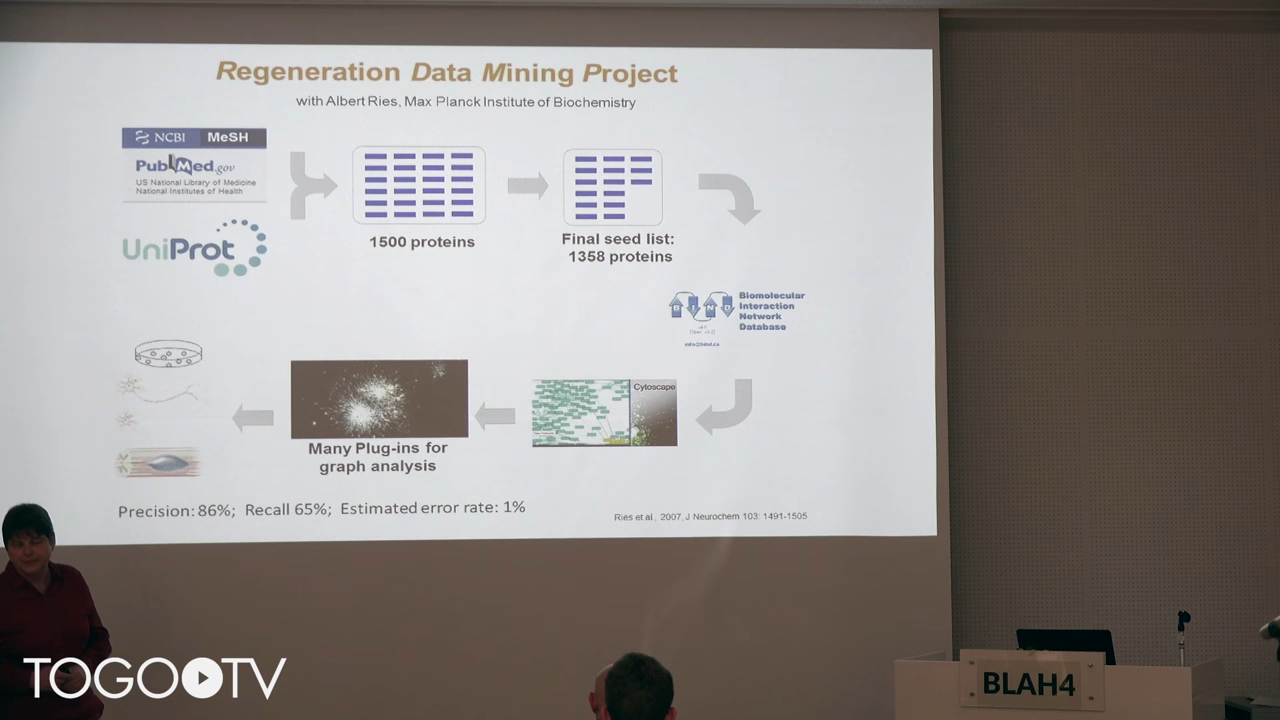 Regeneration Data Mining Project
with Albert Ries, Max Planck Institute of Biochemistry
NCBI MeSH
PubMed.gov
US National Library of Medicine
National Institutes of Health
UniProt
1500 proteins
Final seed list:
1358 proteins
BIND
Biomolecular
Interaction
Network
Database
Cytoscape
Many Plug-ins for
graph analysis
Precision: 86%; Recall 65%; Estimated error rate: 1%
Ries et al., 2007, J Neurochem 103: 1491-1505
TOGOTV
BLAH4